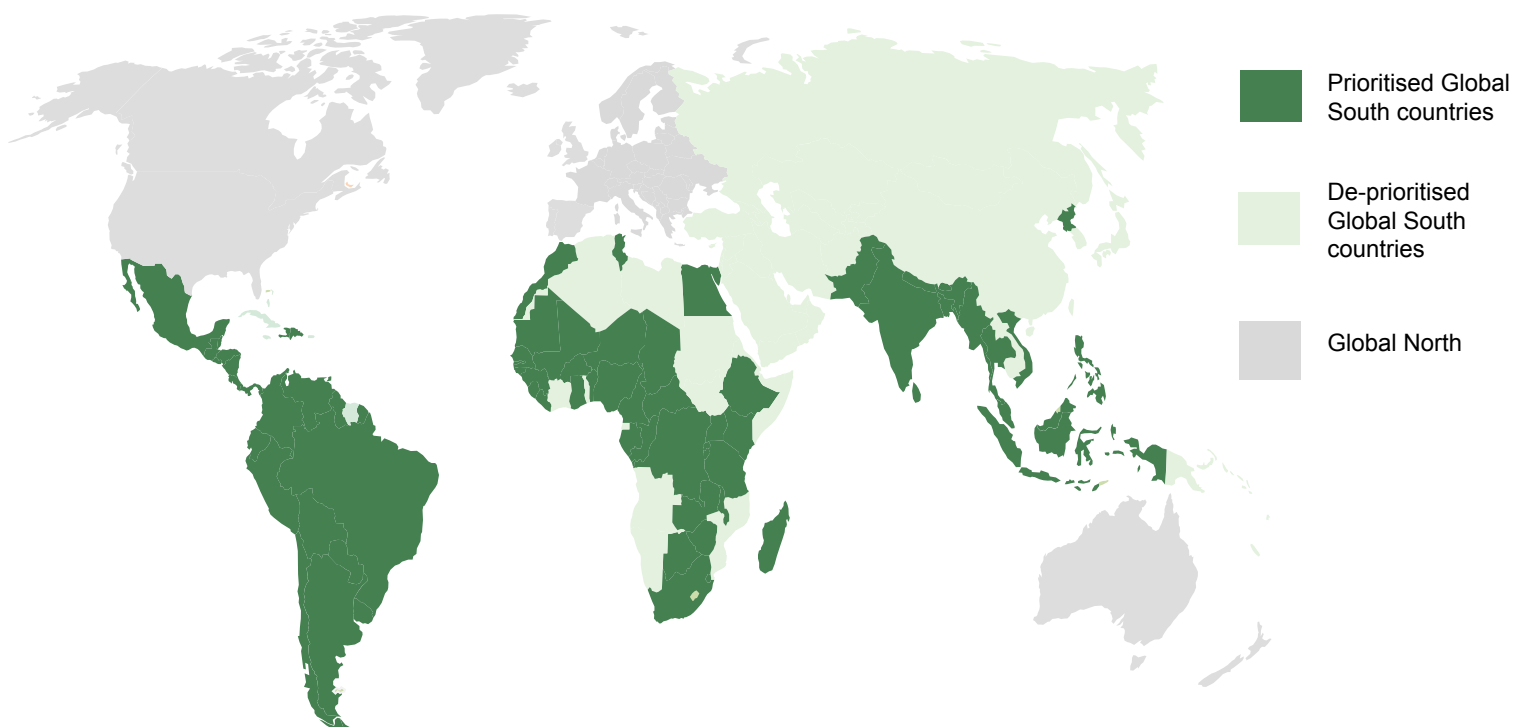 Prioritised Global
South countries
De-prioritised
Global South
countries
Global North